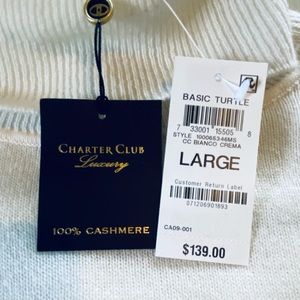 CHARTER CLUB
Luxury
100% CASHMERE
BASIC TURTLE
7 33001 15505 8
STYLE 100065346MS
CC BIANCO CREMA
LARGE
Customer Return Label
071206901893
CA09-001
$139.00